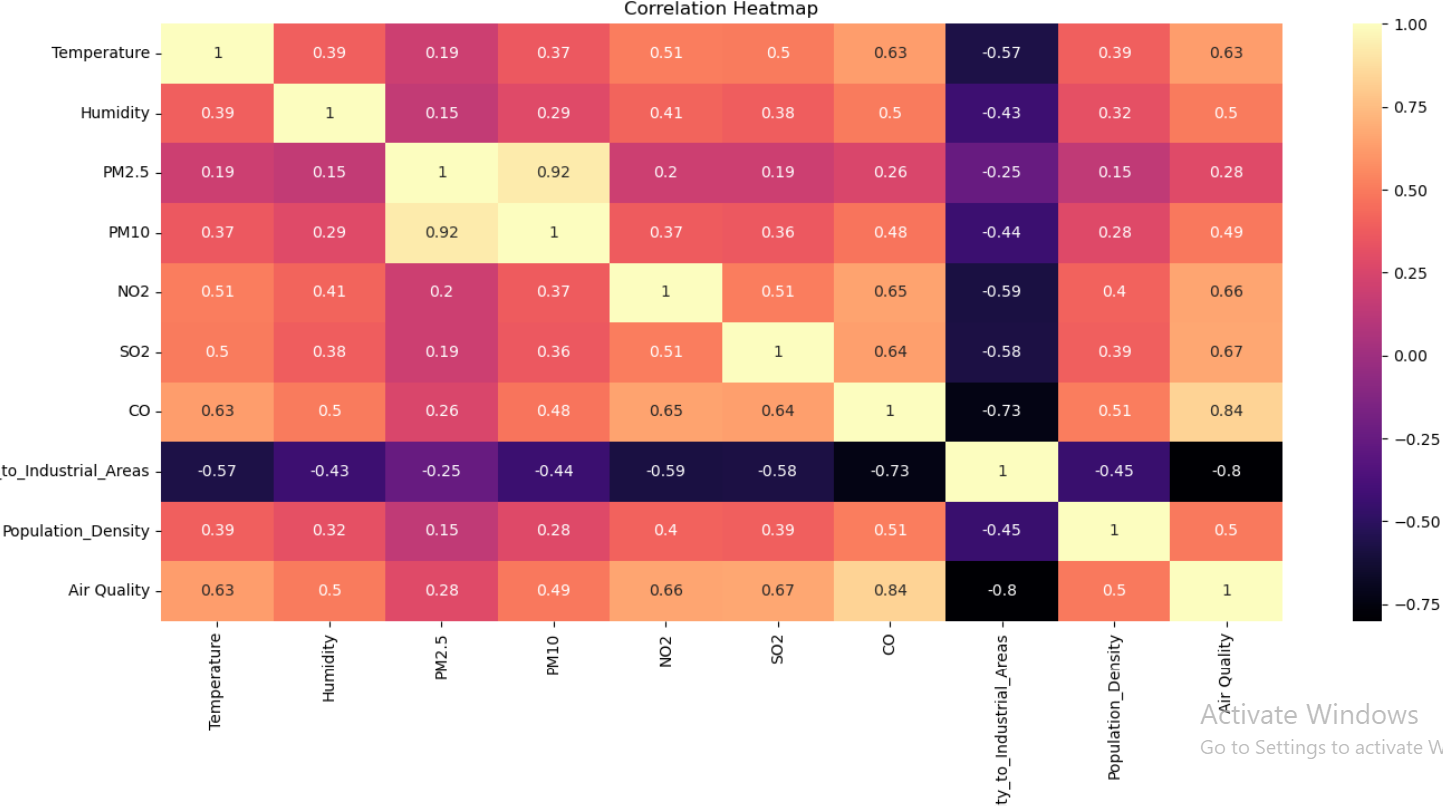 Correlation Heatmap
Temperature 1 0.39 0.19 0.37 0.51 0.5 0.63 -0.57 0.39 0.63
Humidity 0.39 1 0.15 0.29 0.41 0.38 0.5 -0.43 0.32 0.5
PM2.5 0.19 0.15 1 0.92 0.2 0.19 0.26 -0.25 0.15 0.28
PM10 0.37 0.29 0.92 1 0.37 0.36 0.48 -0.44 0.28 0.49
NO2 0.51 0.41 0.2 0.37 1 0.51 0.65 -0.59 0.4 0.66
SO2 0.5 0.38 0.19 0.36 0.51 1 0.64 -0.58 0.39 0.67
CO 0.63 0.5 0.26 0.48 0.65 0.64 1 -0.73 0.51 0.84
_to_Industrial_Areas -0.57 -0.43 -0.25 -0.44 -0.59 -0.58 -0.73 1 -0.45 -0.8
Population_Density 0.39 0.32 0.15 0.28 0.4 0.39 0.51 -0.45 1 0.5
Air Quality 0.63 0.5 0.28 0.49 0.66 0.67 0.84 -0.8 0.5 1
Temperature
Humidity
PM2.5
PM10
NO2
SO2
CO
ty_to_Industrial_Areas
Population_Density
Air Quality
1.00
0.75
0.50
0.25
0.00
−0.25
−0.50
−0.75
Activate Windows
Go to Settings to activate W